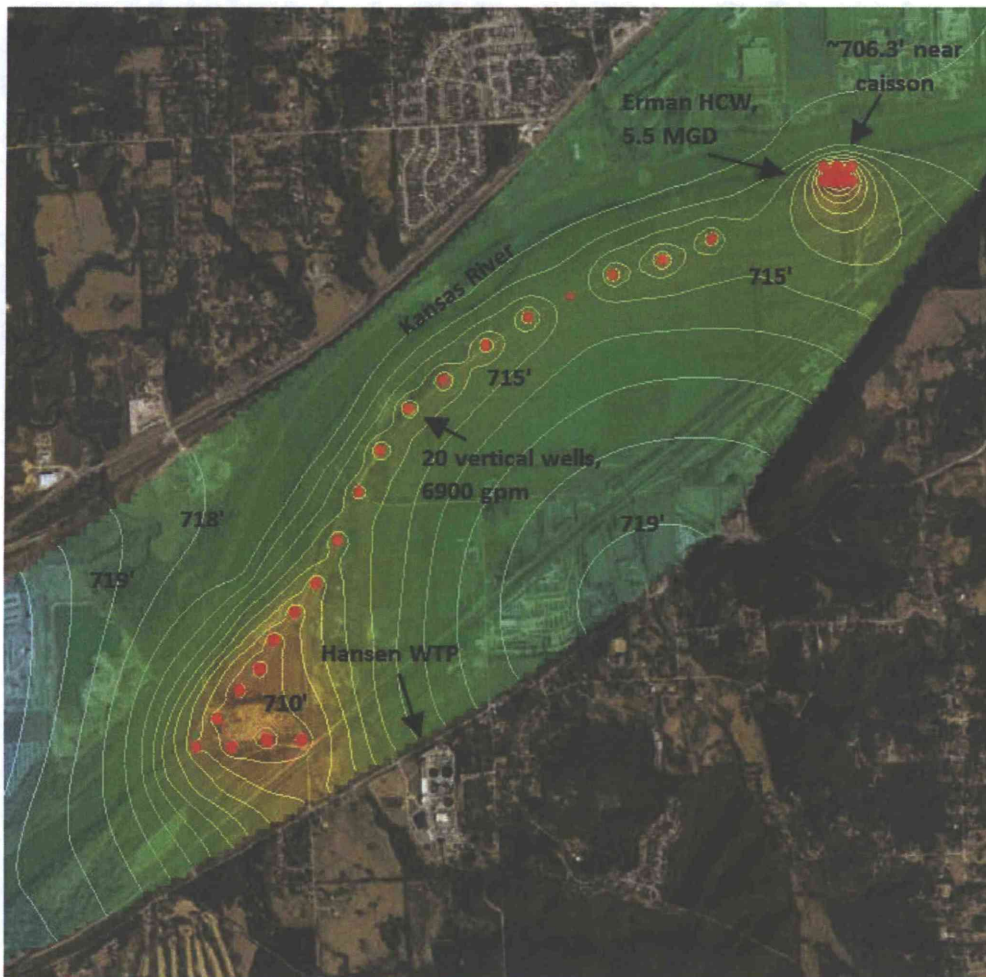 ~706.3' near
caisson
Erman HCW,
5.5 MGD
Kansas River
715'
715'
20 vertical wells,
6900 gpm
718'
719'
719'
Hansen WTP
710'